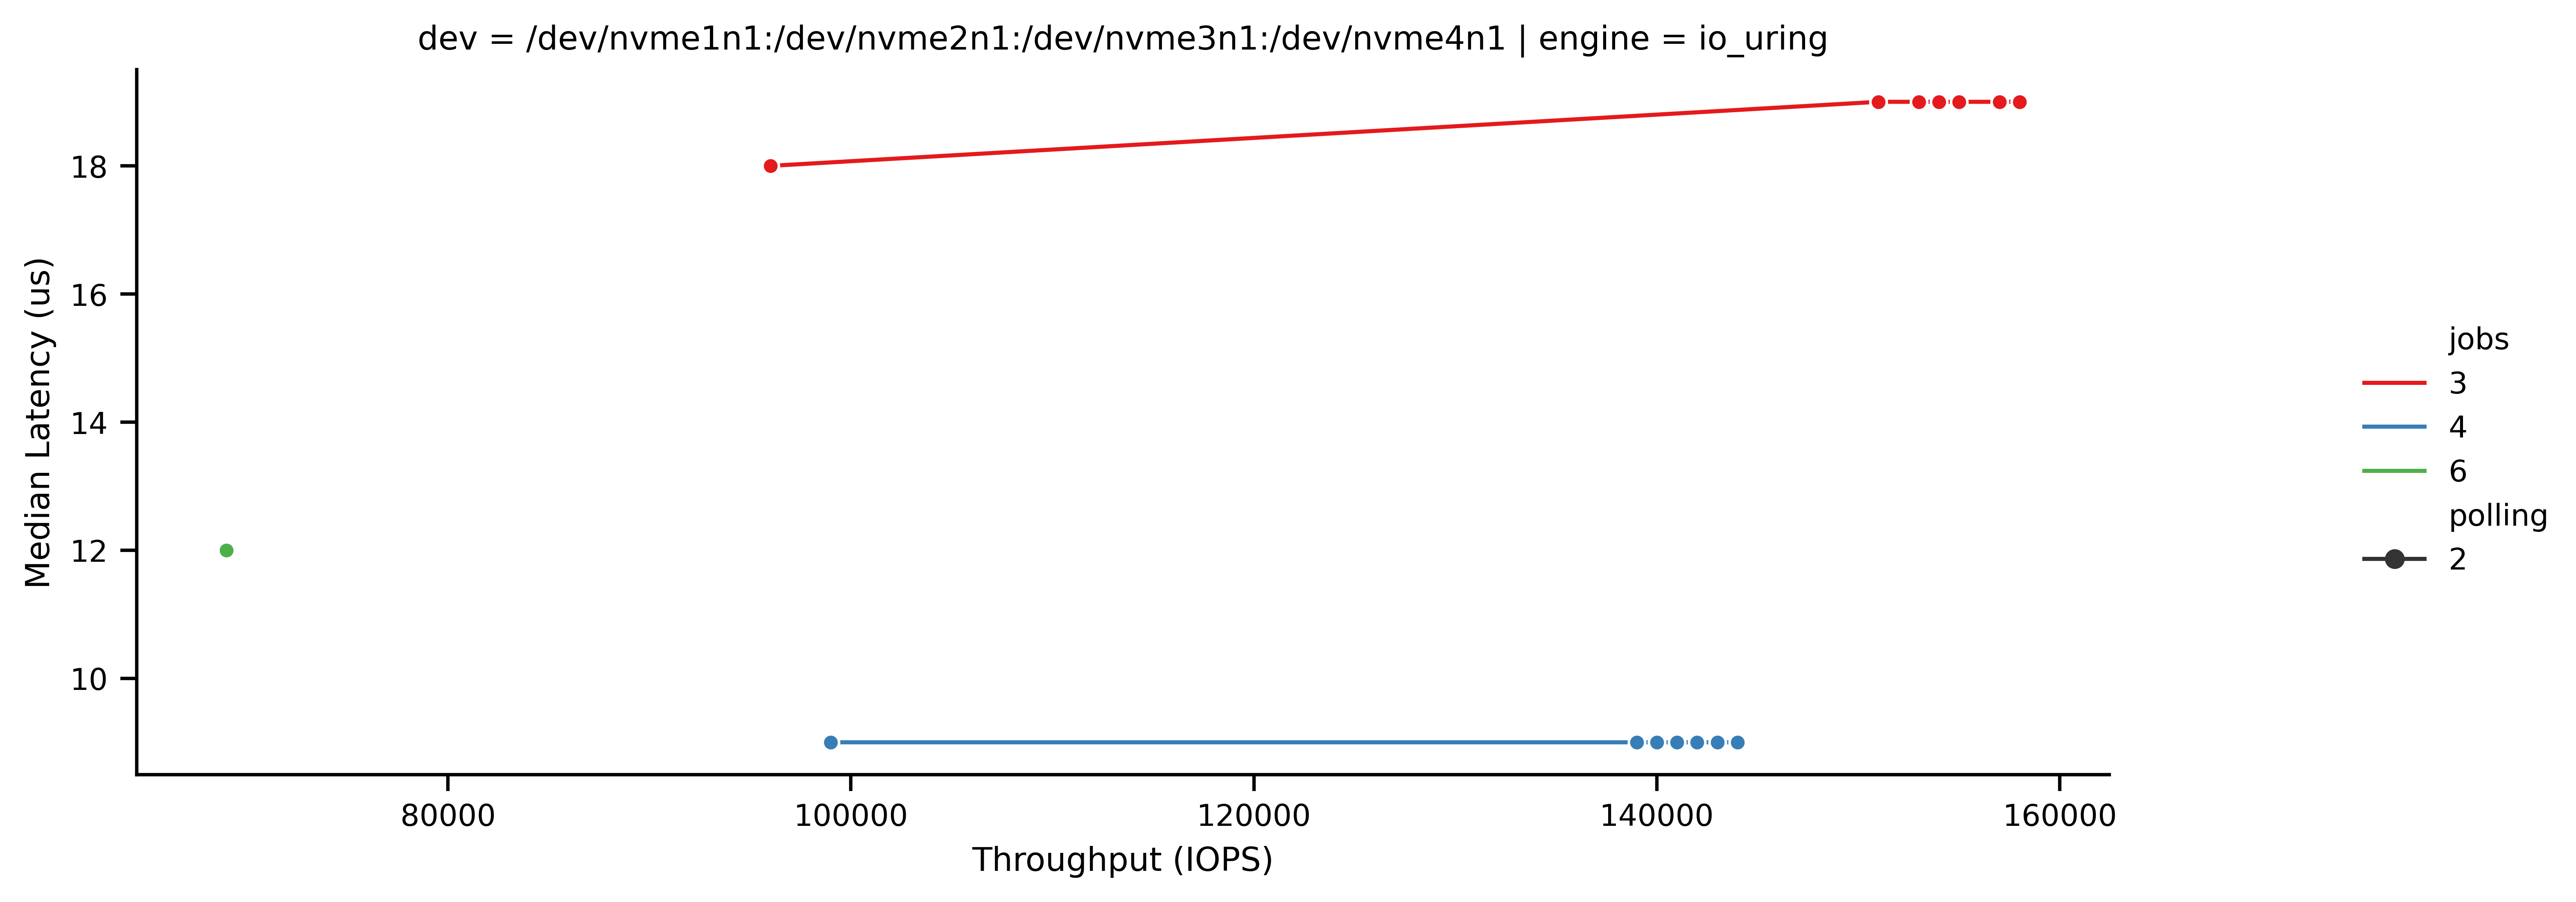 dev = /dev/nvme1n1:/dev/nvme2n1:/dev/nvme3n1:/dev/nvme4n1 | engine = io_uring
Median Latency (us)
18
16
14
12
10
80000
100000
120000
140000
160000
Throughput (IOPS)
jobs
3
4
6
polling
2